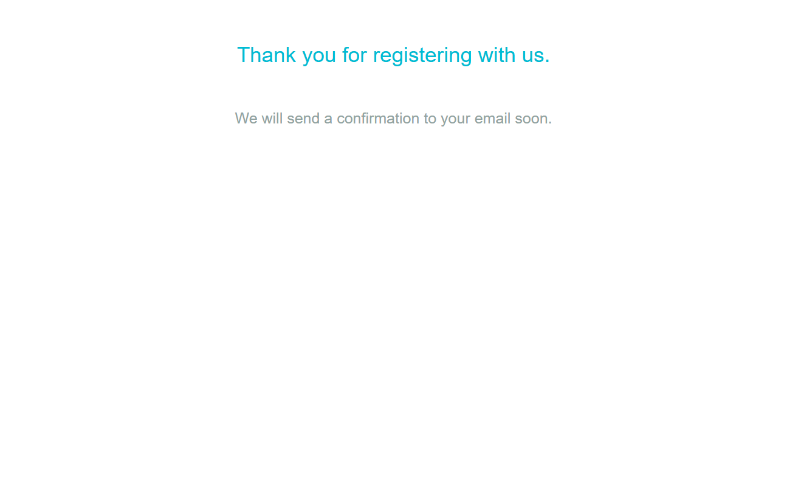 Thank you for registering with us.
We will send a confirmation to your email soon.